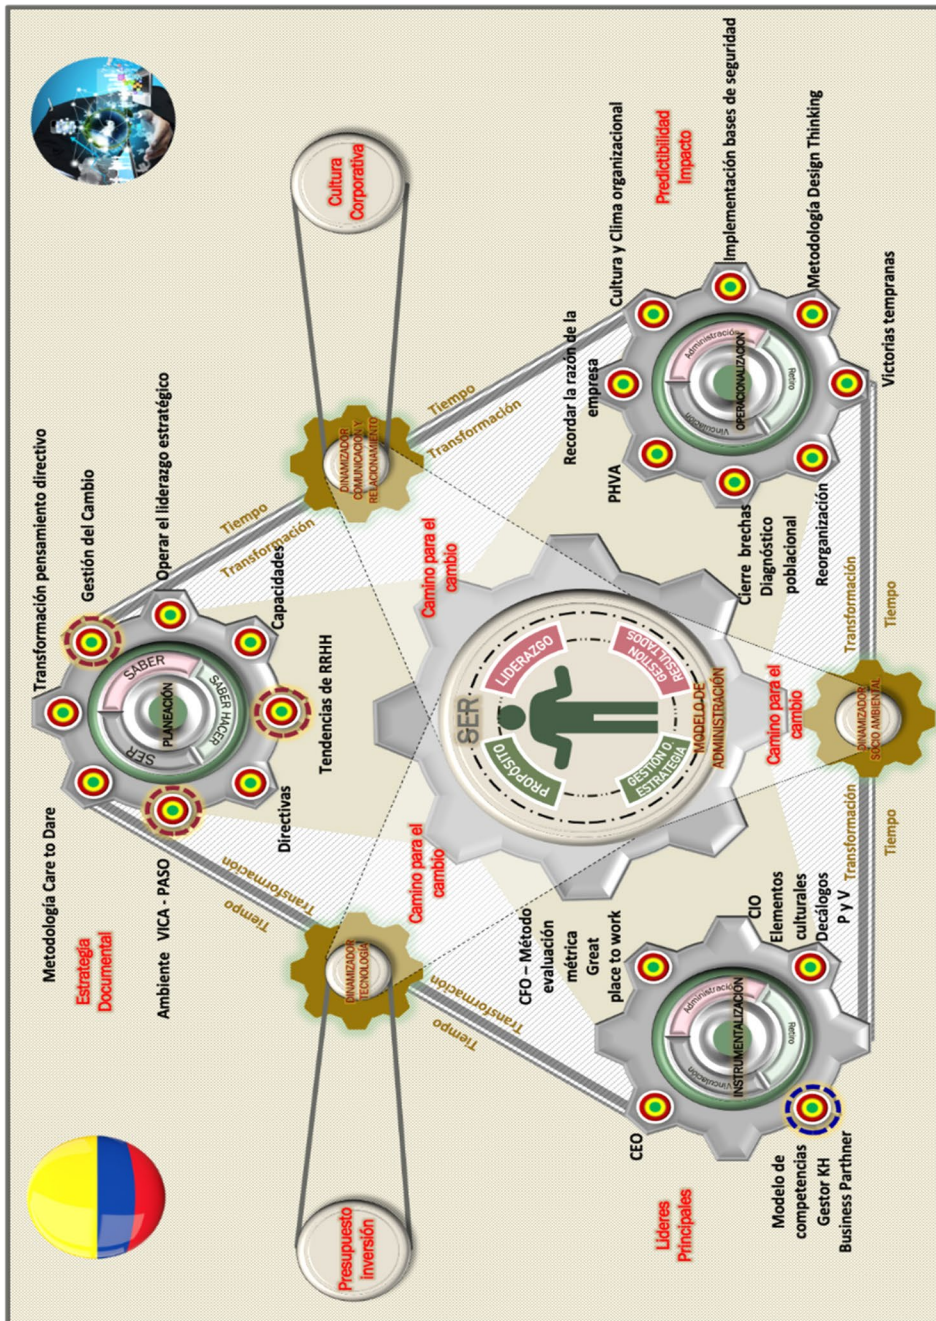 Metodología Care to Dare
Estrategia
Documental
Ambiente VICA - PASO
Directivas
Transformación pensamiento directivo
Gestión del Cambio
Operar el liderazgo estratégico
Capacidades
Tendencias de RRHH
PLANEACIÓN
SER
SABER
SABER HACER
Presupuesto
inversión
DINAMIZADOR
TECNOLOGÍA
Tiempo
Transformación
Tiempo
Transformación
Cultura
Corporativa
DINAMIZADOR
COMUNICACIÓN Y
RELACIONAMIENTO
Tiempo
Transformación
Tiempo
Transformación
Camino para el
cambio
Camino para el
cambio
Camino para el
cambio
SER
PROPÓSITO
LIDERAZGO
GESTIÓN O.
ESTRATEGIA
GESTIÓN
RESULTADOS
MODELO DE
ADMINISTRACIÓN
CFO – Método
evaluación
métrica
Great
place to work
CEO
Lideres
Principales
INSTRUMENTALIZACIÓN
Vinculación
Administración
Retiro
CIO
Elementos
culturales
Decálogos
P y V
Modelo de
competencias
Gestor KH
Business Parthner
Recordar la razón de la
empresa
PHVA
Cultura y Clima organizacional
Predictibilidad
Impacto
Implementación bases de seguridad
Metodología Design Thinking
Victorias tempranas
OPERACIONALIZACION
Vinculación
Administración
Retiro
Cierre brechas
Diagnóstico
poblacional
Reorganización
DINAMIZADOR
SOCIO AMBIENTAL
Transformación
Tiempo
Transformación
Tiempo